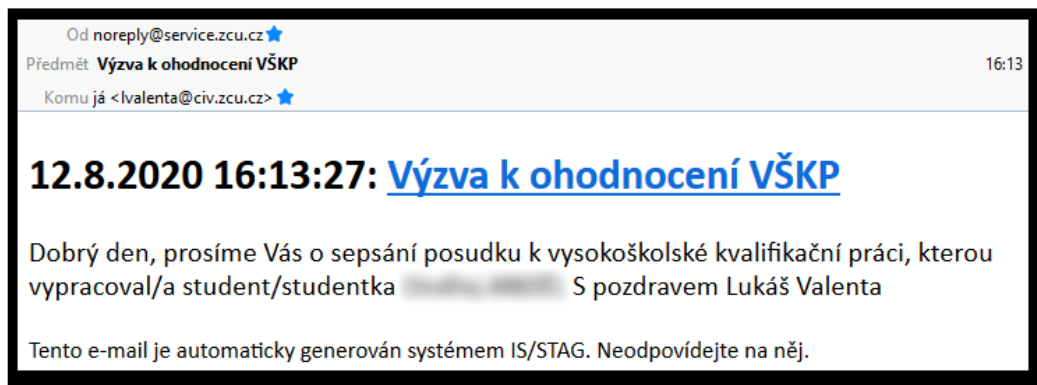 Od noreply@service.zcu.cz
Předmět Výzva k ohodnocení VŠKP 16:13
Komu já <lvalenta@civ.zcu.cz>
12.8.2020 16:13:27: Výzva k ohodnocení VŠKP
Dobrý den, prosíme Vás o sepsání posudku k vysokoškolské kvalifikační práci, kterou
vypracoval/a student/studentka S pozdravem Lukáš Valenta
Tento e-mail je automaticky generován systémem IS/STAG. Neodpovídejte na něj.